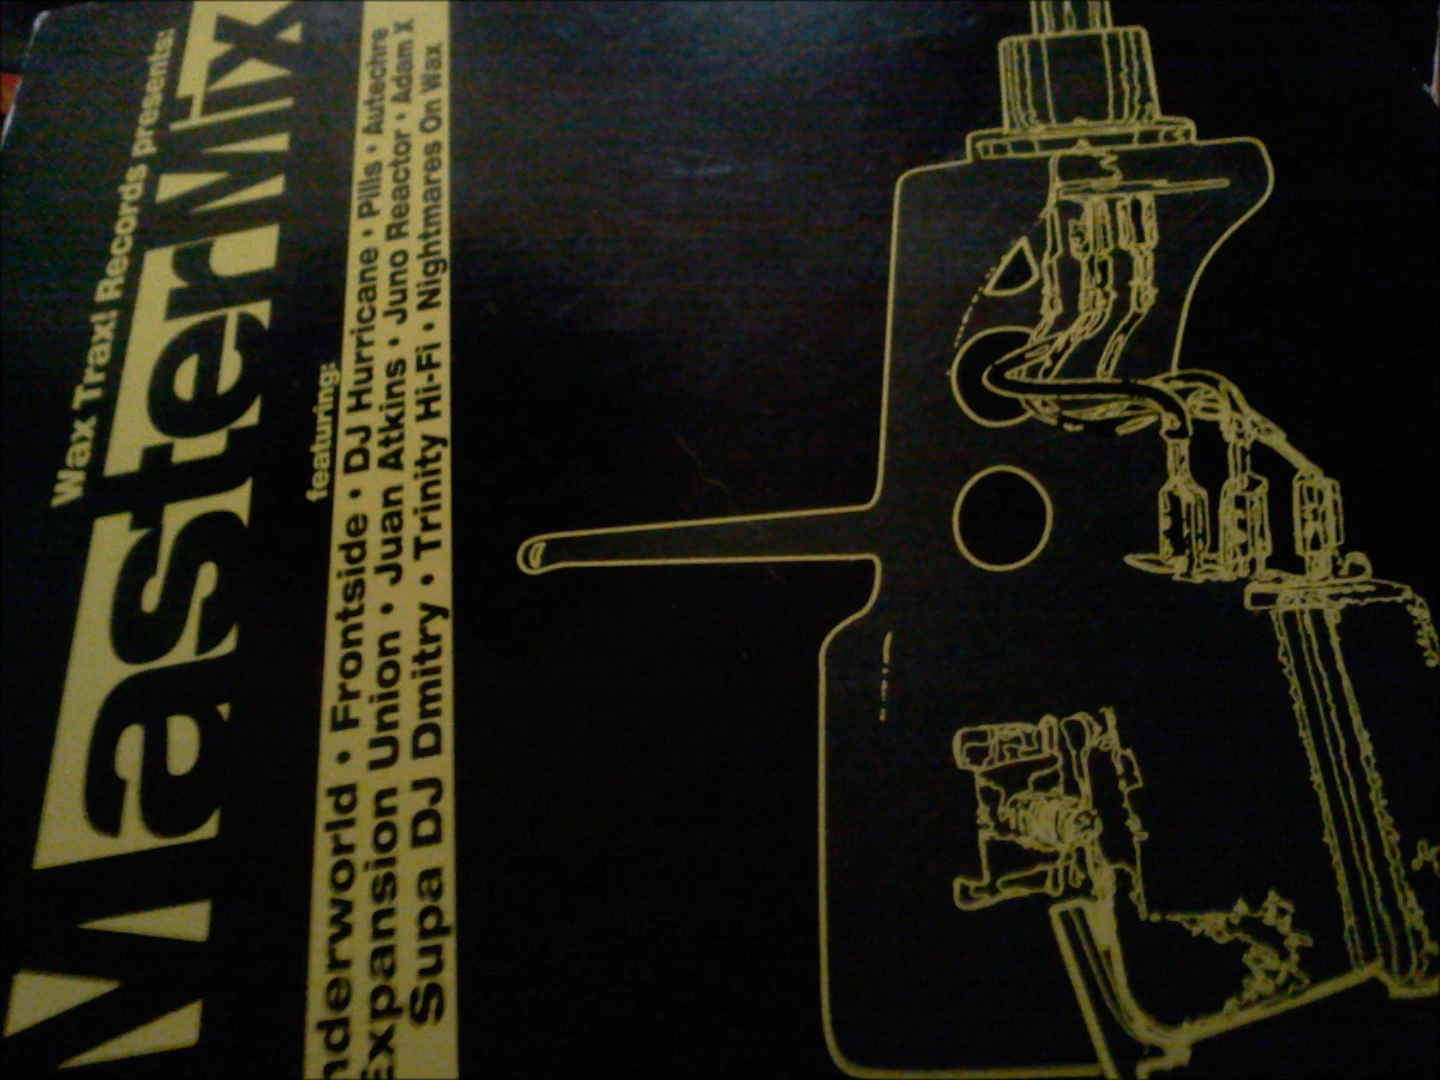 Wax Trax! Records presents:
MasterMix
featuring:
nderworld • Frontside • DJ Hurricane • Pills • Autechre
Expansion Union • Juan Atkins • Juno Reactor • Adam X
Supa DJ Dmitry • Trinity Hi-Fi • Nightmares On Wax